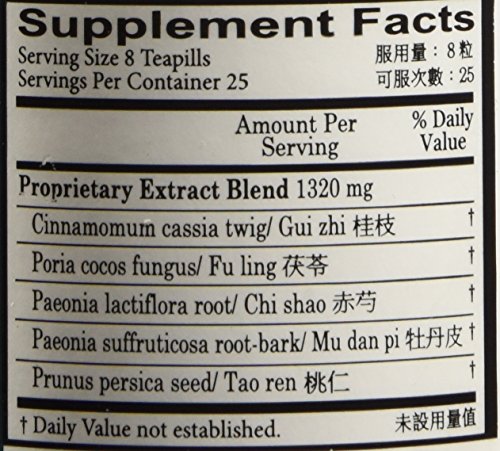 Supplement Facts
Serving Size 8 Teapills 服用量：8粒
Servings Per Container 25 可服次數：25
Amount Per Serving % Daily Value
Proprietary Extract Blend 1320 mg
Cinnamomum cassia twig/ Gui zhi 桂枝 †
Poria cocos fungus/ Fu ling 茯苓 †
Paeonia lactiflora root/ Chi shao 赤芍 †
Paeonia suffruticosa root-bark/ Mu dan pi 牡丹皮 †
Prunus persica seed/ Tao ren 桃仁 †
† Daily Value not established. 未設用量值